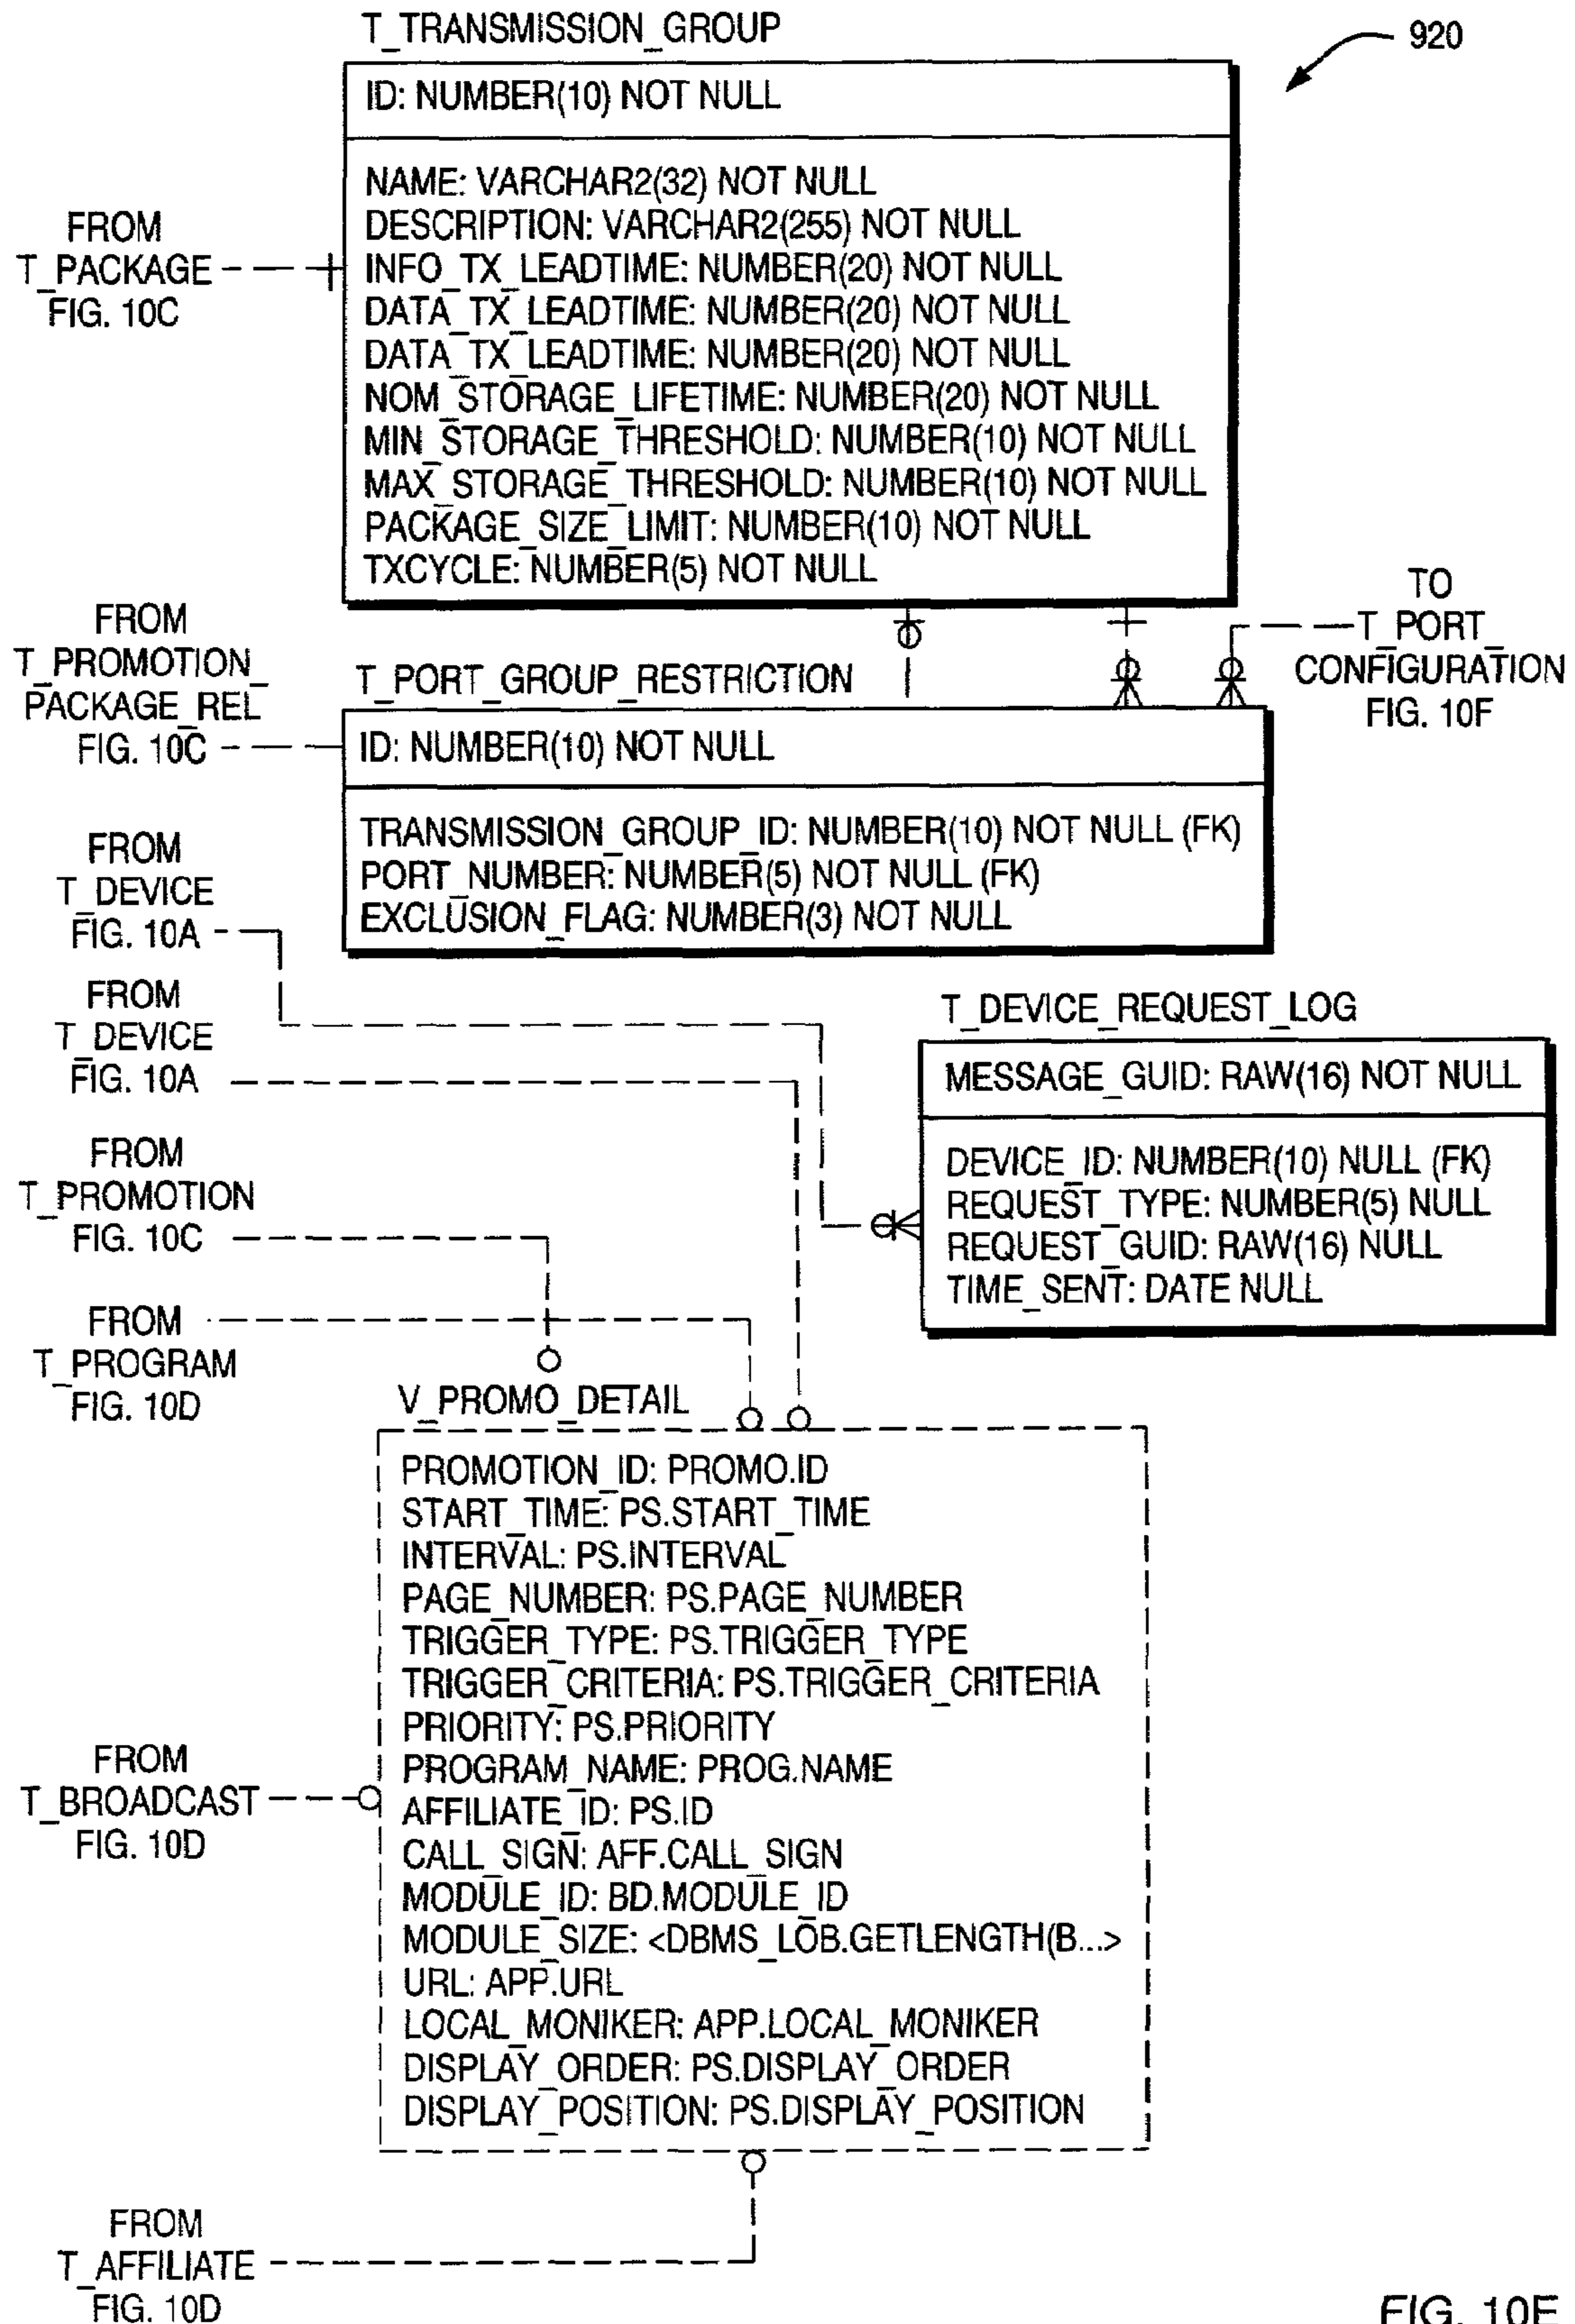 T_TRANSMISSION_GROUP
920
ID: NUMBER(10) NOT NULL
NAME: VARCHAR2(32) NOT NULL
DESCRIPTION: VARCHAR2(255) NOT NULL
INFO_TX_LEADTIME: NUMBER(20) NOT NULL
DATA_TX_LEADTIME: NUMBER(20) NOT NULL
DATA_TX_LEADTIME: NUMBER(20) NOT NULL
NOM_STORAGE_LIFETIME: NUMBER(20) NOT NULL
MIN_STORAGE_THRESHOLD: NUMBER(10) NOT NULL
MAX_STORAGE_THRESHOLD: NUMBER(10) NOT NULL
PACKAGE_SIZE_LIMIT: NUMBER(10) NOT NULL
TXCYCLE: NUMBER(5) NOT NULL
FROM
T_PACKAGE
FIG. 10C
TO
T_PORT_
CONFIGURATION
FIG. 10F
FROM
T_PROMOTION_
PACKAGE_REL
FIG. 10C
T_PORT_GROUP_RESTRICTION
ID: NUMBER(10) NOT NULL
TRANSMISSION_GROUP_ID: NUMBER(10) NOT NULL (FK)
PORT_NUMBER: NUMBER(5) NOT NULL (FK)
EXCLUSION_FLAG: NUMBER(3) NOT NULL
FROM
T_DEVICE
FIG. 10A
FROM
T_DEVICE
FIG. 10A
T_DEVICE_REQUEST_LOG
MESSAGE_GUID: RAW(16) NOT NULL
DEVICE_ID: NUMBER(10) NULL (FK)
REQUEST_TYPE: NUMBER(5) NULL
REQUEST_GUID: RAW(16) NULL
TIME_SENT: DATE NULL
FROM
T_PROMOTION
FIG. 10C
FROM
T_PROGRAM
FIG. 10D
V_PROMO_DETAIL
PROMOTION_ID: PROMO.ID
START_TIME: PS.START_TIME
INTERVAL: PS.INTERVAL
PAGE_NUMBER: PS.PAGE_NUMBER
TRIGGER_TYPE: PS.TRIGGER_TYPE
TRIGGER_CRITERIA: PS.TRIGGER_CRITERIA
PRIORITY: PS.PRIORITY
PROGRAM_NAME: PROG.NAME
AFFILIATE_ID: PS.ID
CALL_SIGN: AFF.CALL_SIGN
MODULE_ID: BD.MODULE_ID
MODULE_SIZE: <DBMS_LOB.GETLENGTH(B...>
URL: APP.URL
LOCAL_MONIKER: APP.LOCAL_MONIKER
DISPLAY_ORDER: PS.DISPLAY_ORDER
DISPLAY_POSITION: PS.DISPLAY_POSITION
FROM
T_BROADCAST
FIG. 10D
FROM
T_AFFILIATE
FIG. 10D
FIG. 10E